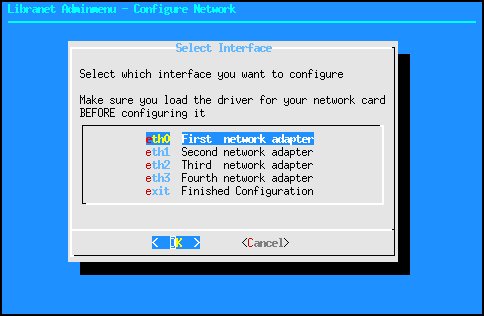 Libranet Adminmenu - Configure Network
Select Interface
Select which interface you want to configure
Make sure you load the driver for your network card
BEFORE configuring it
eth0 First network adapter
eth1 Second network adapter
eth2 Third network adapter
eth3 Fourth network adapter
exit Finished Configuration
< OK > <Cancel>